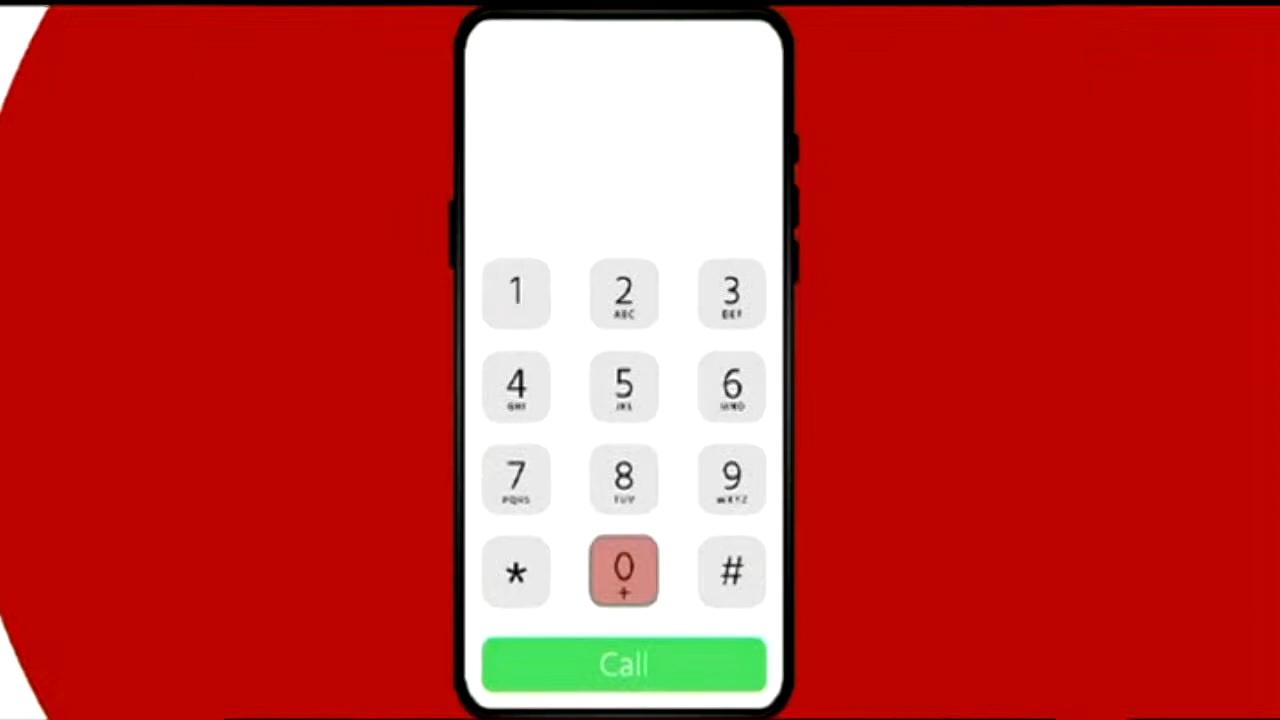 1 2 3
ABC DEF
4 5 6
GHI JKL MNO
7 8 9
PQRS TUV WXYZ
* 0 #
+
Call